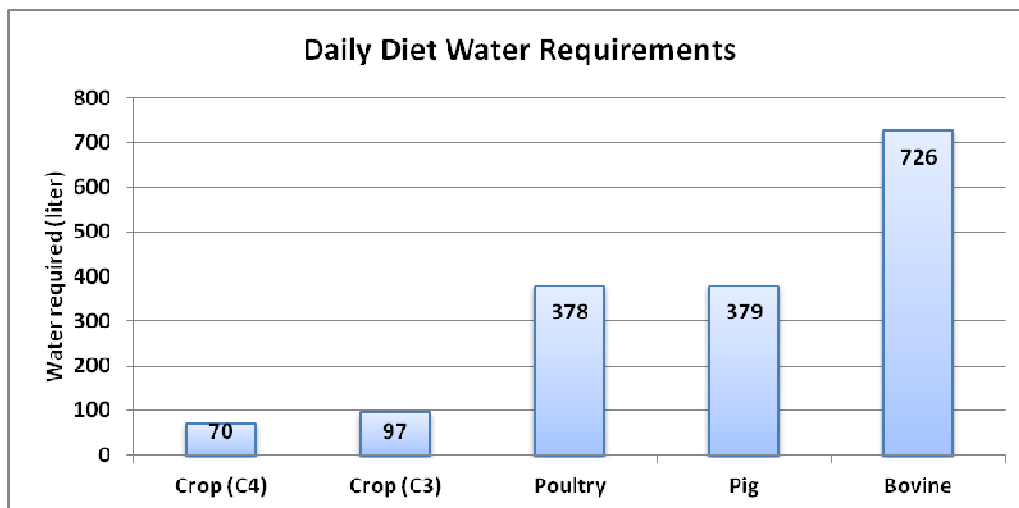 Daily Diet Water Requirements
Water required (liter)
800
700
600
500
400
300
200
100
0
70
97
378
379
726
Crop (C4)
Crop (C3)
Poultry
Pig
Bovine